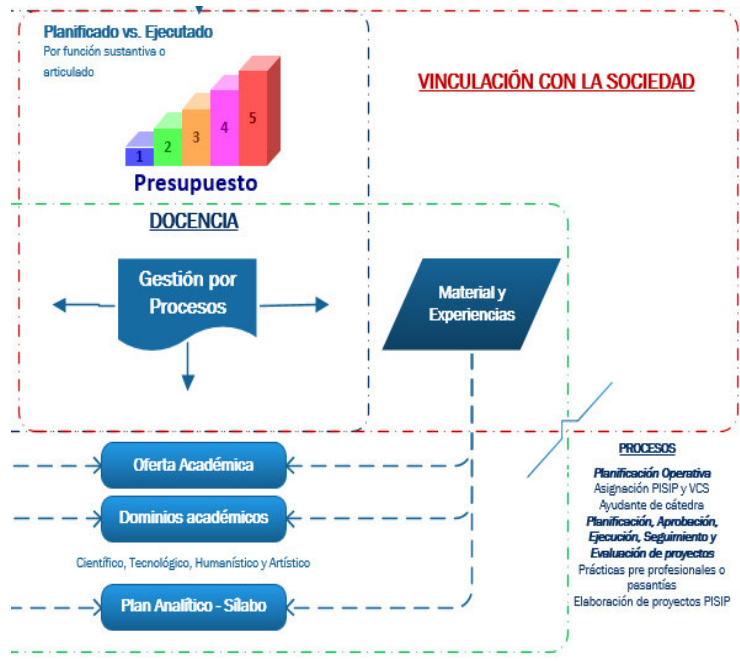 Planificado vs. Ejecutado
Por función sustantiva o
articulado
1
2
3
4
5
Presupuesto
VINCULACIÓN CON LA SOCIEDAD
DOCENCIA
Gestión por
Procesos
Material y
Experiencias
Oferta Académica
Dominios académicos
Científico, Tecnológico, Humanístico y Artístico
Plan Analítico - Sílabo
PROCESOS
Planificación Operativa
Asignación PISIP y VCS
Ayudante de cátedra
Planificación, Aprobación,
Ejecución, Seguimiento y
Evaluación de proyectos
Prácticas pre profesionales o
pasantías
Elaboración de proyectos PISIP